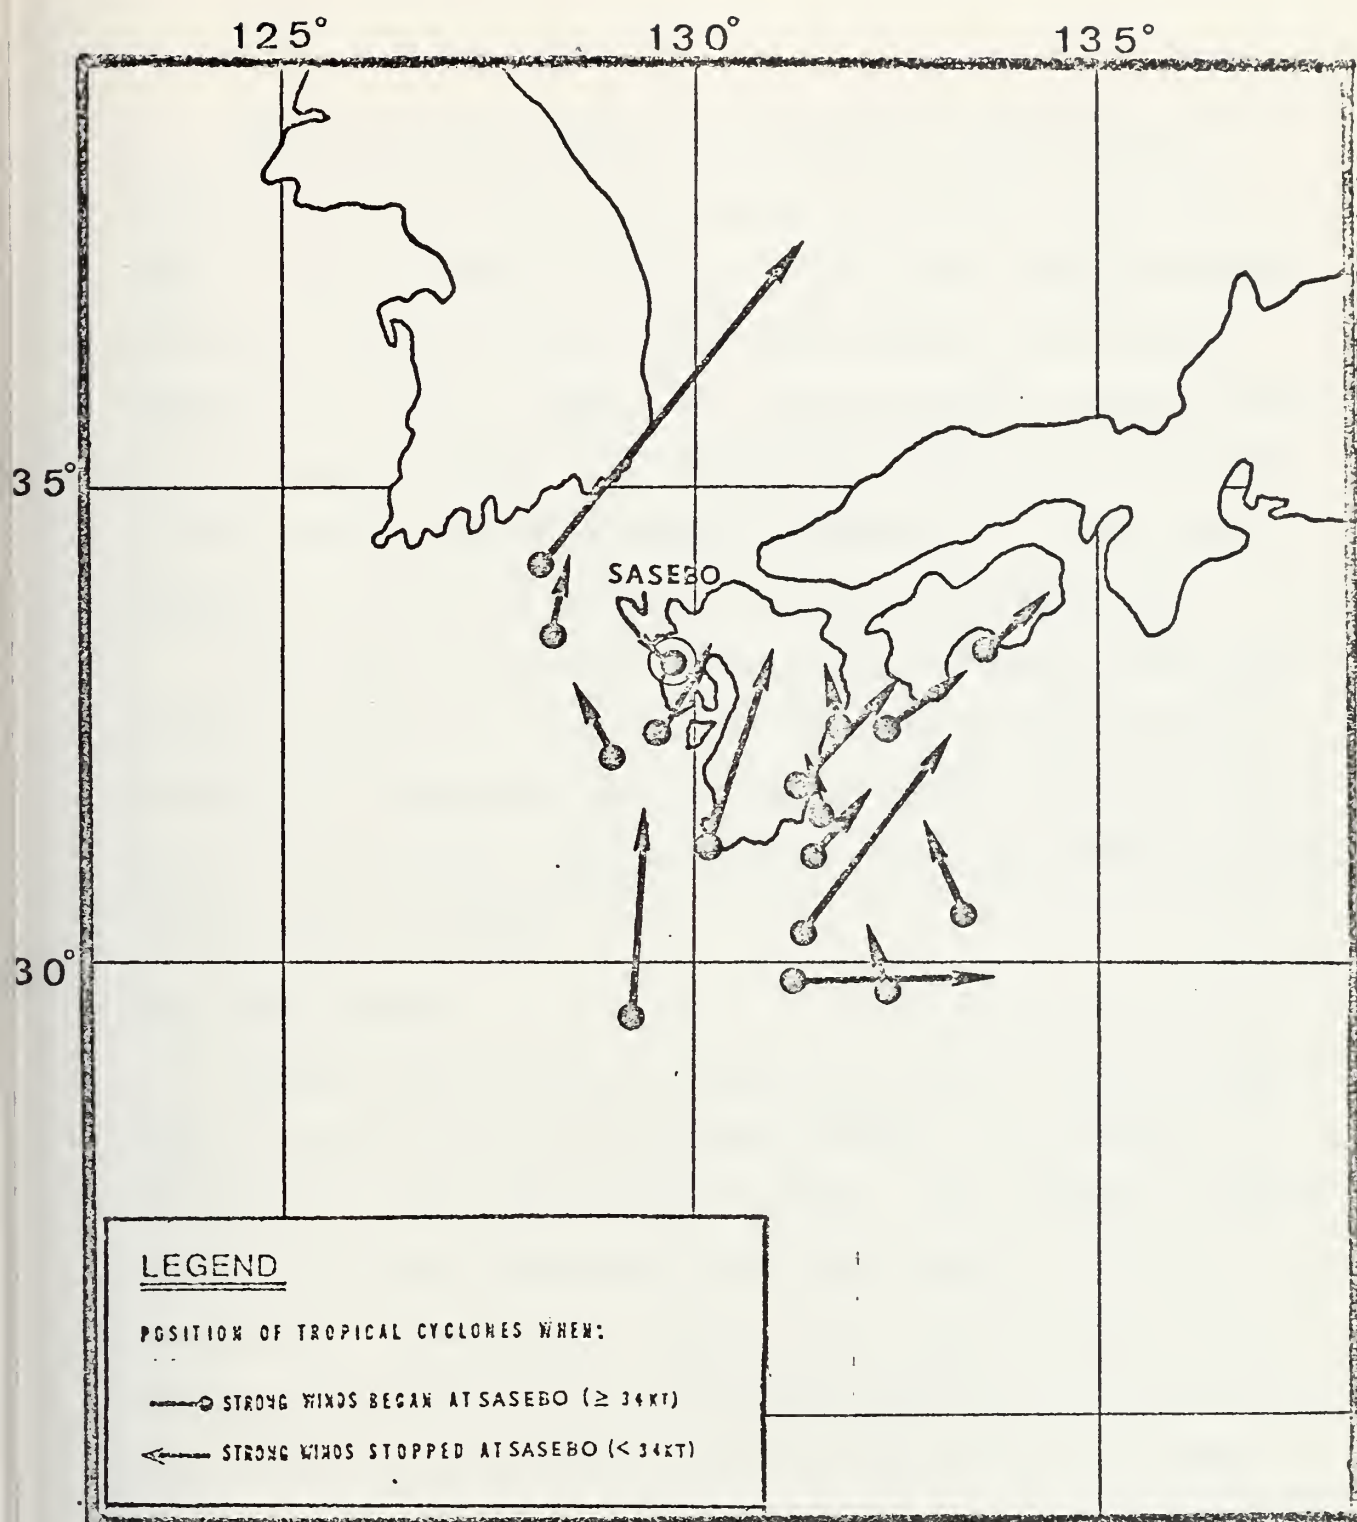 125° 130° 135°
35°
SASEBO
30°
LEGEND
POSITION OF TROPICAL CYCLONES WHEN:
STRONG WINDS BEGAN AT SASEBO (≥ 34KT)
STRONG WINDS STOPPED AT SASEBO (< 34KT)